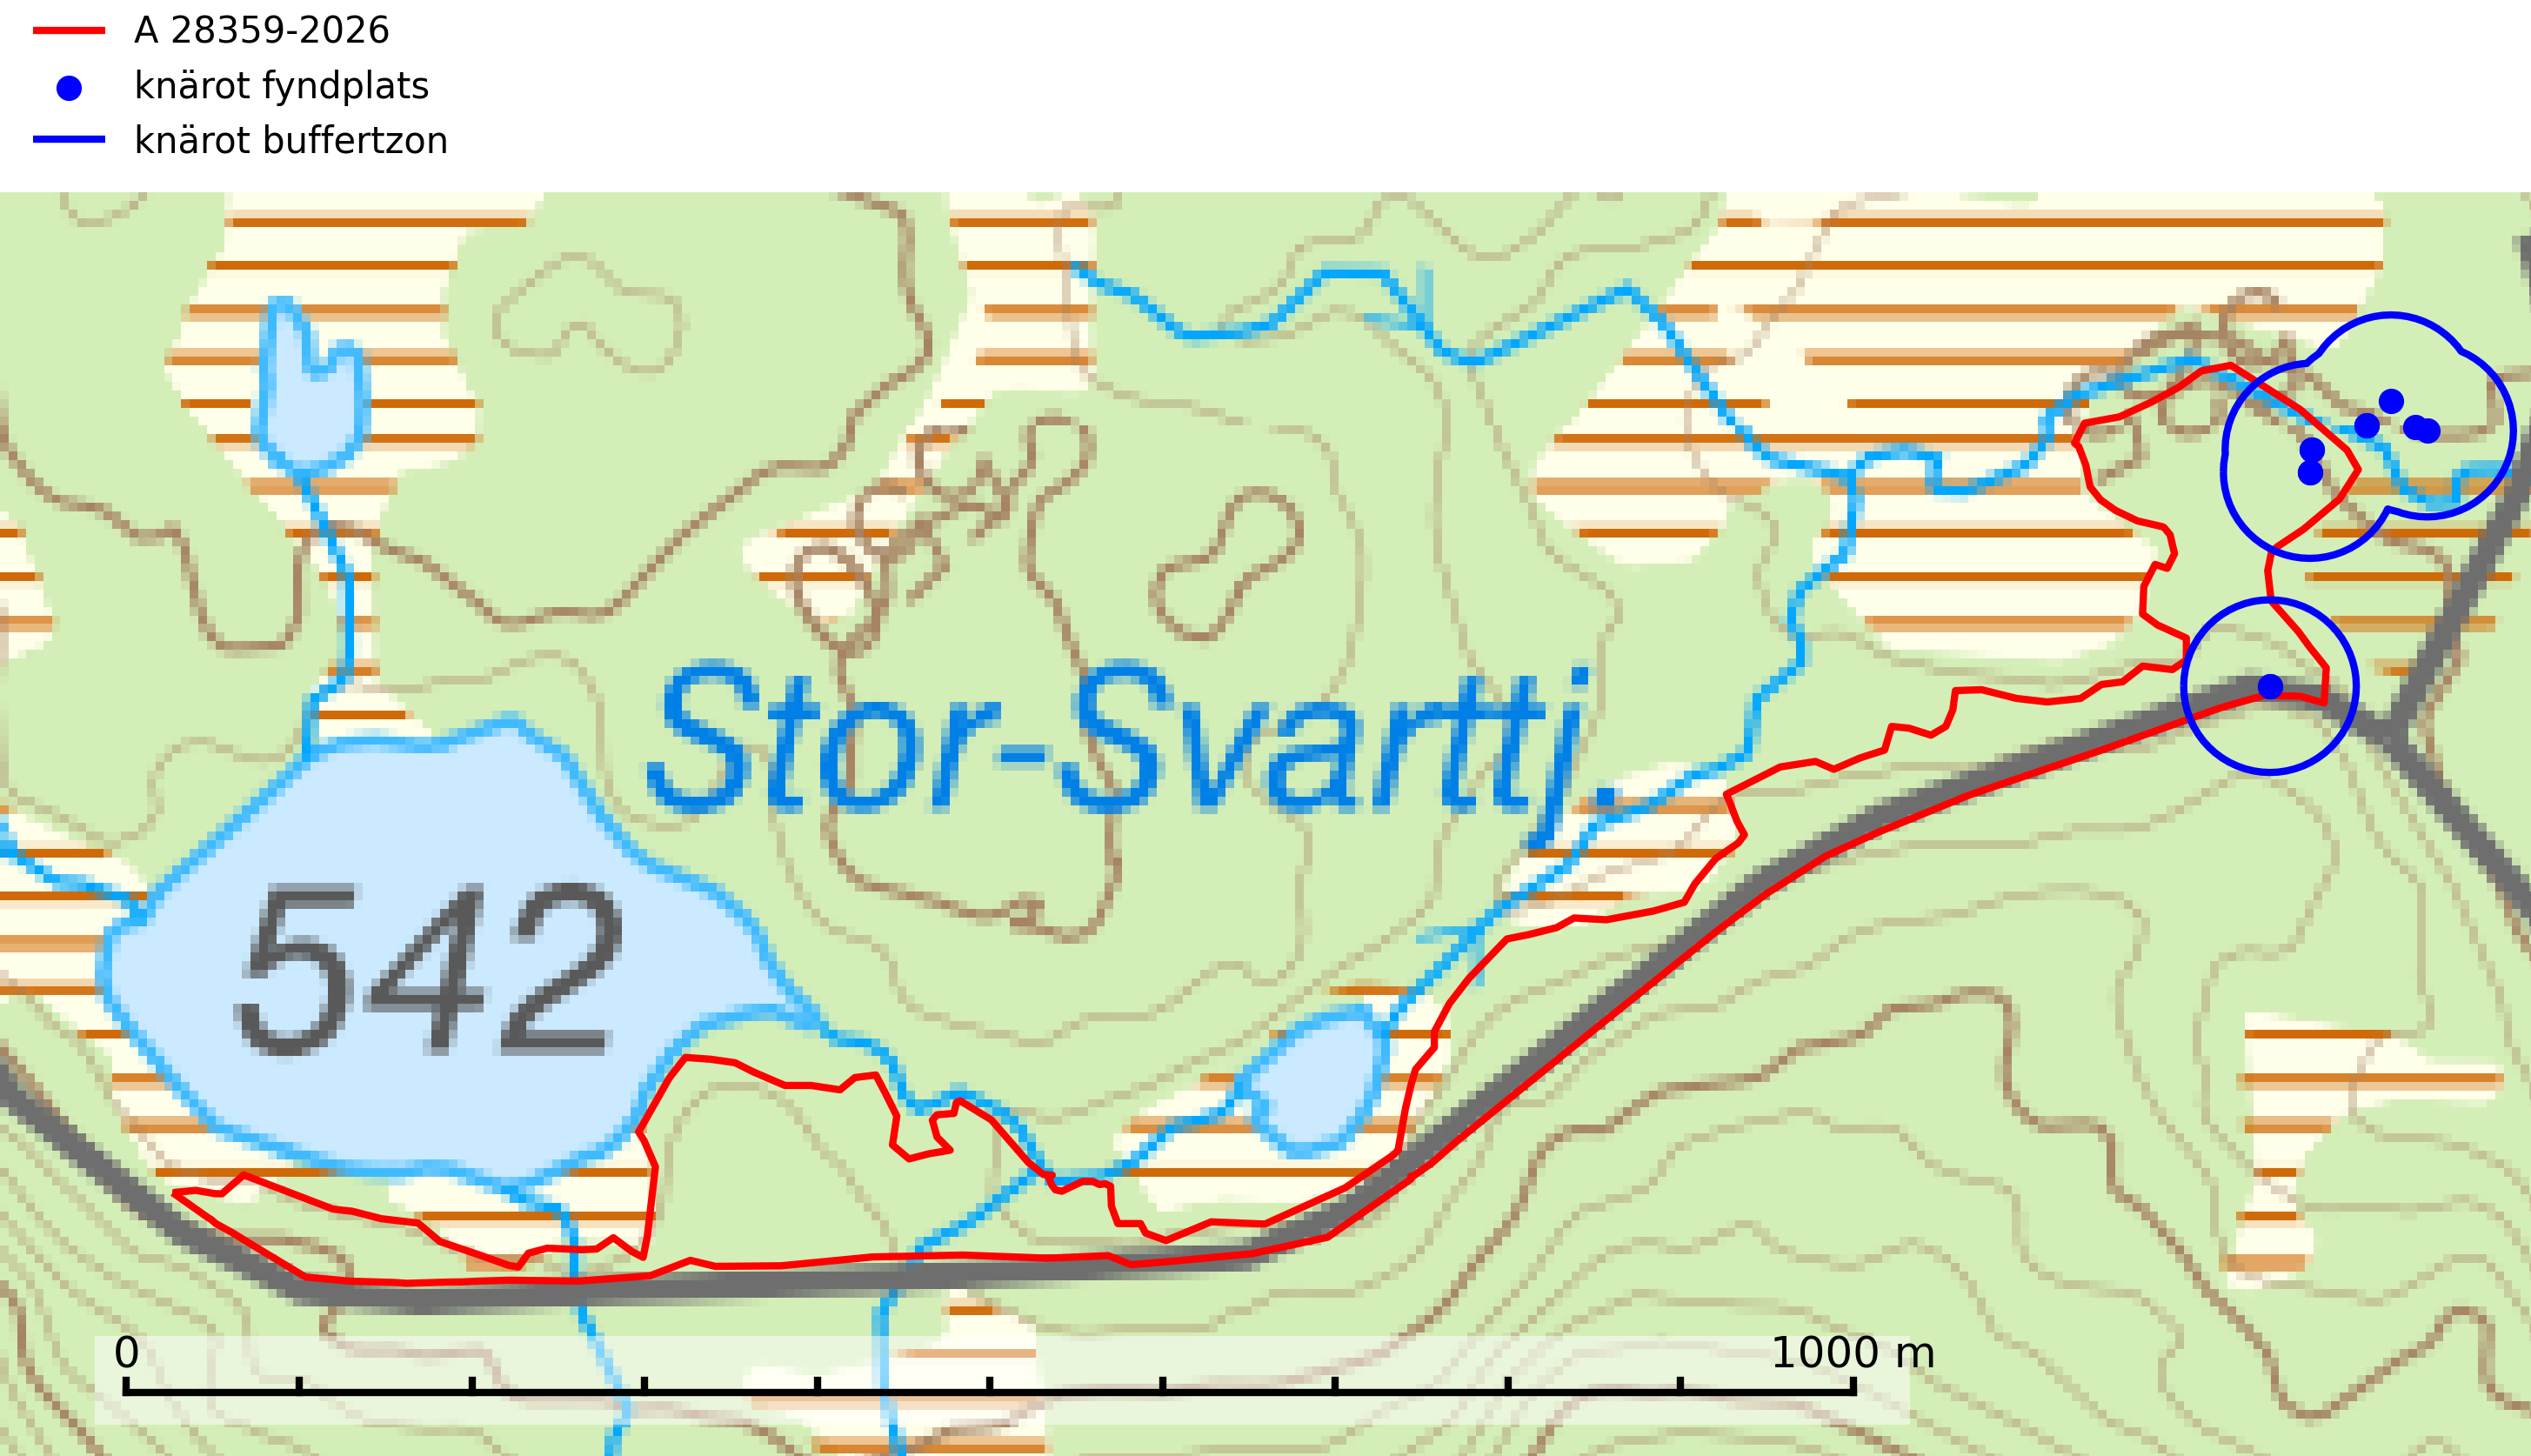 A 28359-2026
knärot fyndplats
knärot buffertzon
Stor-Svarttj.
542
0
1000 m